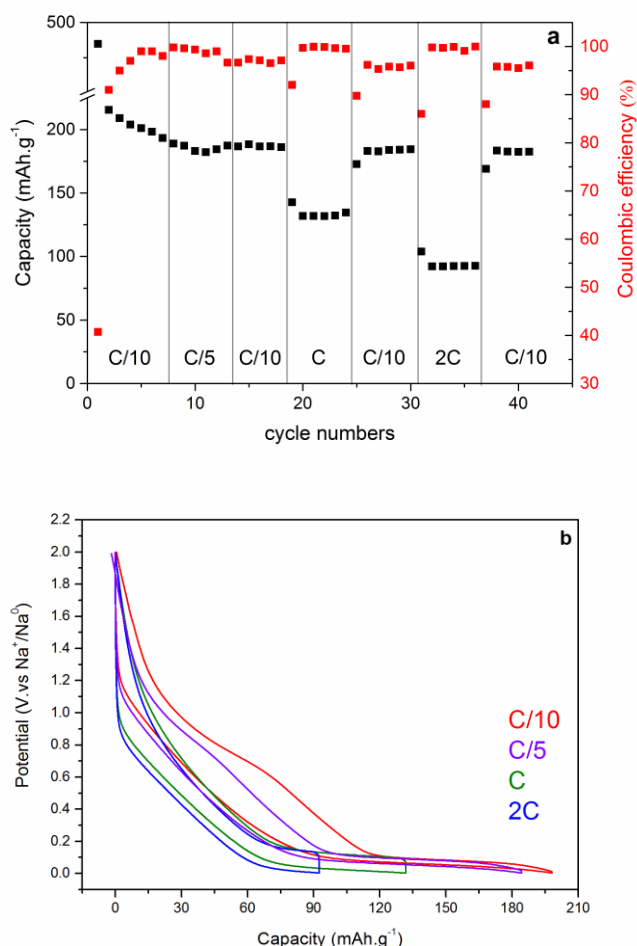 a
500
200
150
100
50
0
100
90
80
70
60
50
40
30
Capacity (mAh.g⁻¹)
Coulombic efficiency (%)
C/10 C/5 C/10 C C/10 2C C/10
0 10 20 30 40
cycle numbers
b
2.2
2.0
1.8
1.6
1.4
1.2
1.0
0.8
0.6
0.4
0.2
0.0
Potential (V.vs Na⁺/Na⁰)
C/10
C/5
C
2C
0 30 60 90 120 150 180 210
Capacity (mAh.g⁻¹)